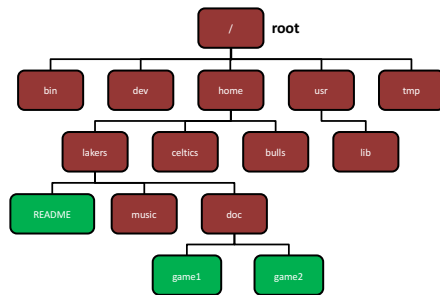 / root
bin dev home usr tmp
lakers celtics bulls lib
README music doc
game1 game2